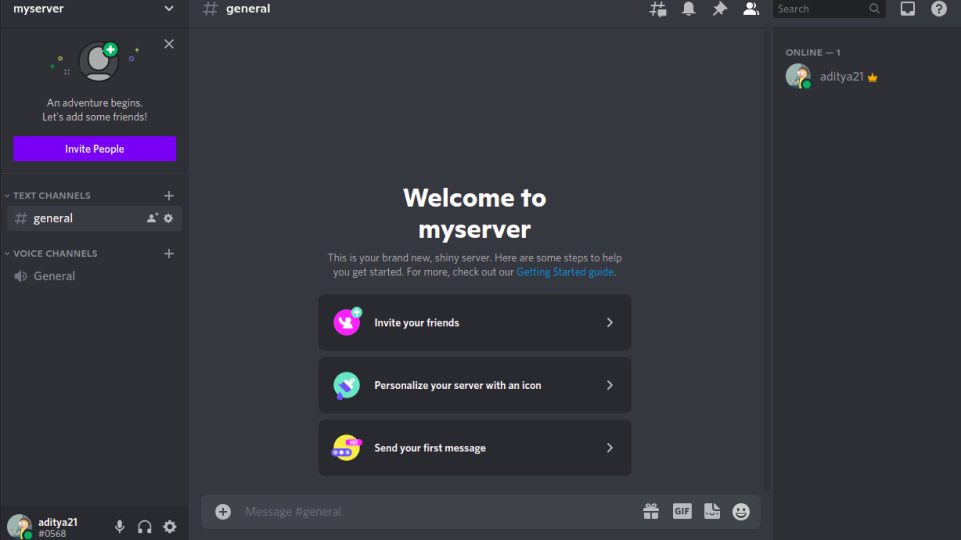 myserver
An adventure begins.
Let's add some friends!
Invite People
TEXT CHANNELS
general
VOICE CHANNELS
General
aditya21
#0568
general
Search
Welcome to
myserver
This is your brand new, shiny server. Here are some steps to help
you get started. For more, check out our Getting Started guide.
Invite your friends
Personalize your server with an icon
HI!
Send your first message
Message #general
GIF
ONLINE — 1
aditya21